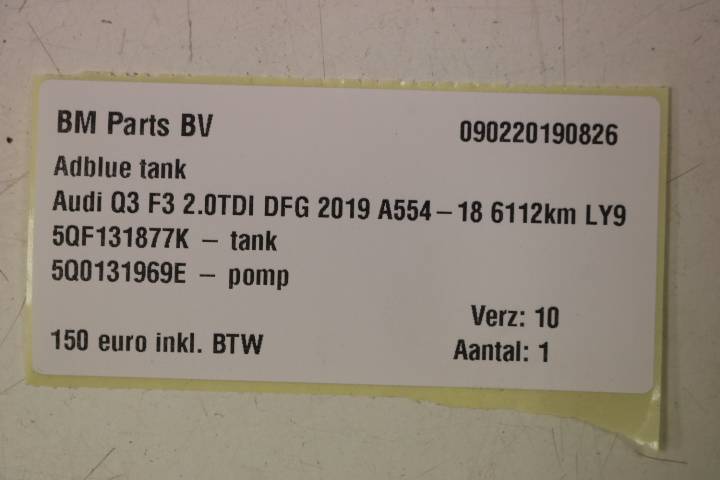 BM Parts BV 090220190826
Adblue tank
Audi Q3 F3 2.0TDI DFG 2019 A554-18 6112km LY9
5QF131877K - tank
5Q0131969E - pomp
Verz: 10
150 euro inkl. BTW Aantal: 1